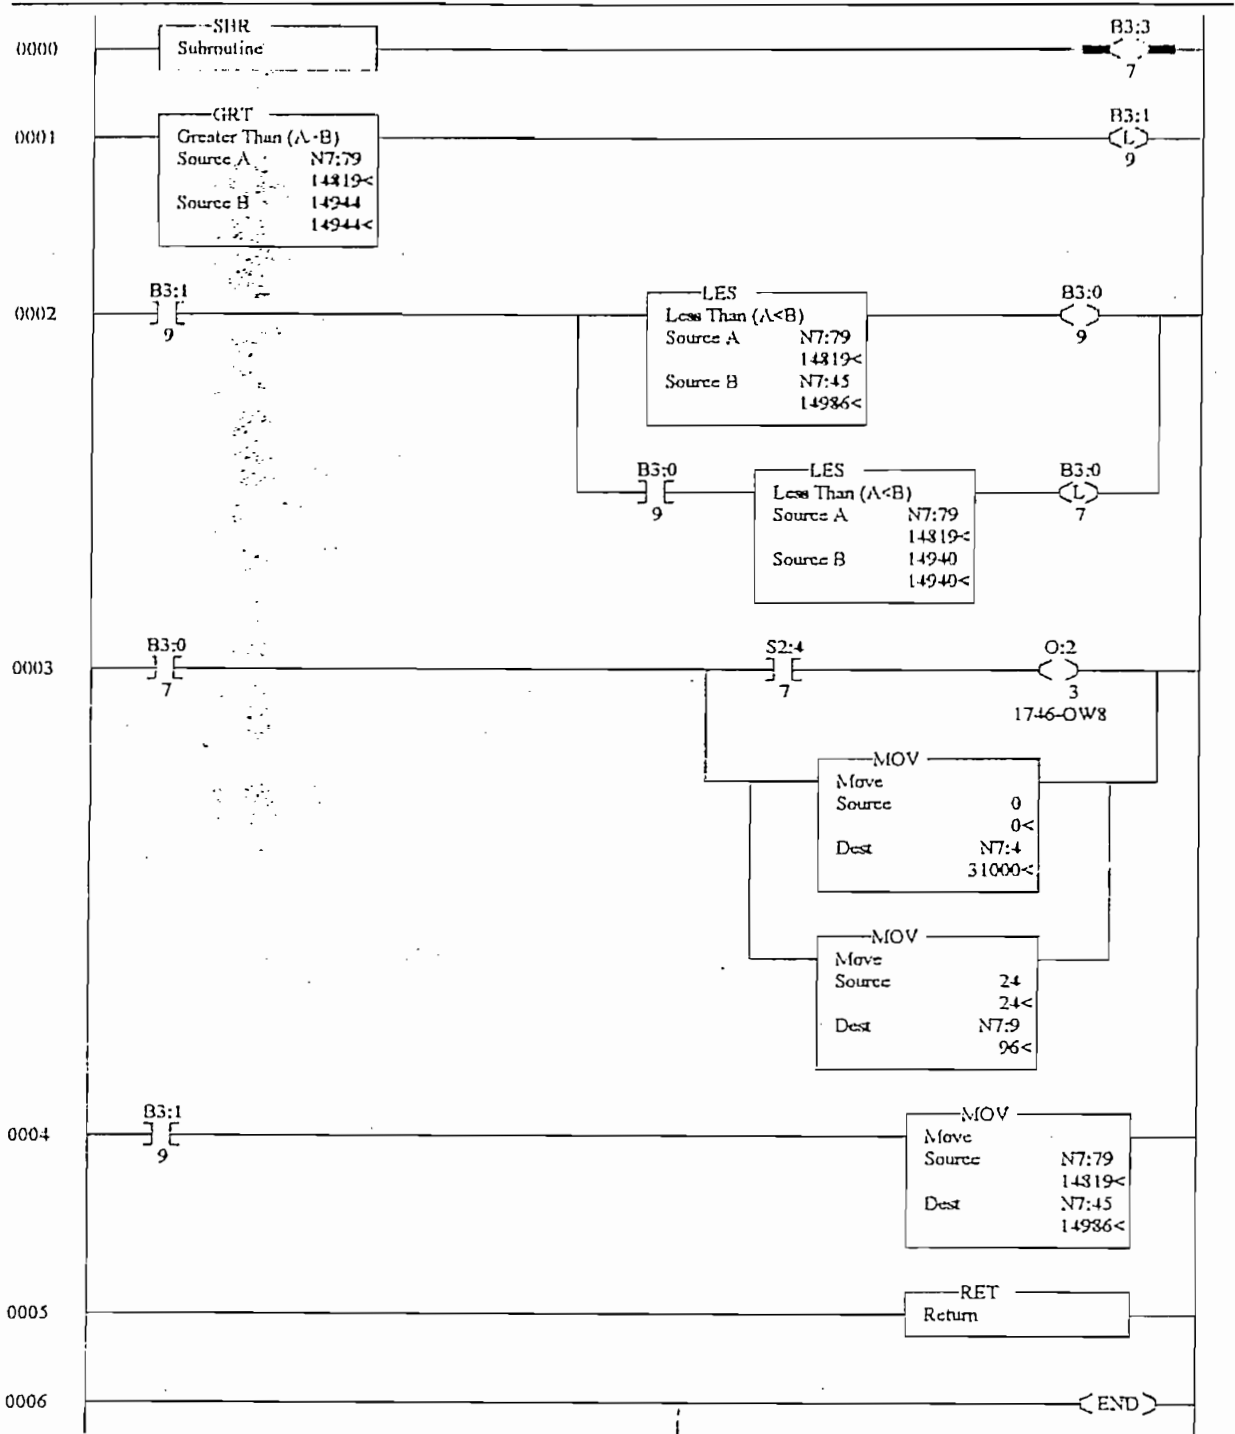 SBR
B3:3
0000
Subroutine
7
GRT
B3:1
0001
Greater Than (A>B)
L
Source A N7:79
9
14819<
Source B 14944
14944<
B3:1
LES
B3:0
0002
Less Than (A<B)
9
Source A N7:79
9
14819<
Source B N7:45
14986<
B3:0
LES
B3:0
Less Than (A<B)
L
9
Source A N7:79
7
14819<
Source B 14940
14940<
B3:0
S2:4
O:2
0003
7
7
3
1746-OW8
MOV
Move
Source 0
0<
Dest N7:4
31000<
MOV
Move
Source 24
24<
Dest N7:9
96<
B3:1
MOV
0004
Move
9
Source N7:79
14819<
Dest N7:45
14986<
RET
0005
Return
0006
END